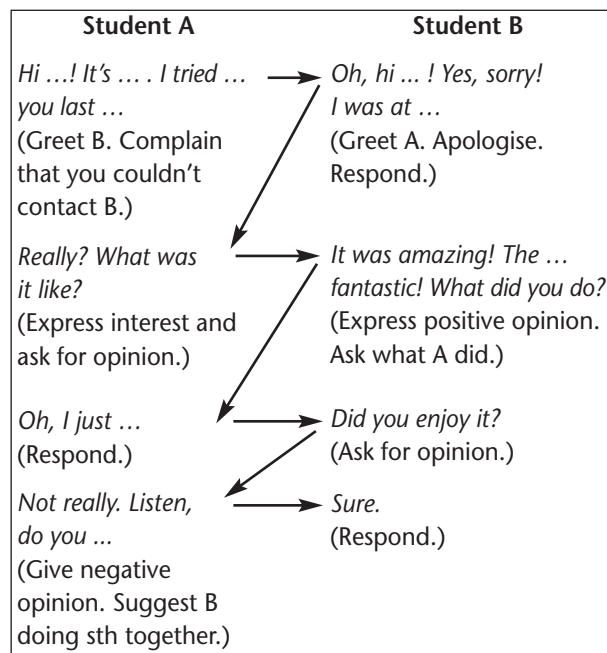 Student A
Student B
Hi …! It's … . I tried …
you last …
(Greet B. Complain
that you couldn't
contact B.)
Oh, hi ... ! Yes, sorry!
I was at …
(Greet A. Apologise.
Respond.)
Really? What was
it like?
(Express interest and
ask for opinion.)
It was amazing! The …
fantastic! What did you do?
(Express positive opinion.
Ask what A did.)
Oh, I just …
(Respond.)
Did you enjoy it?
(Ask for opinion.)
Not really. Listen,
do you ...
(Give negative
opinion. Suggest B
doing sth together.)
Sure.
(Respond.)